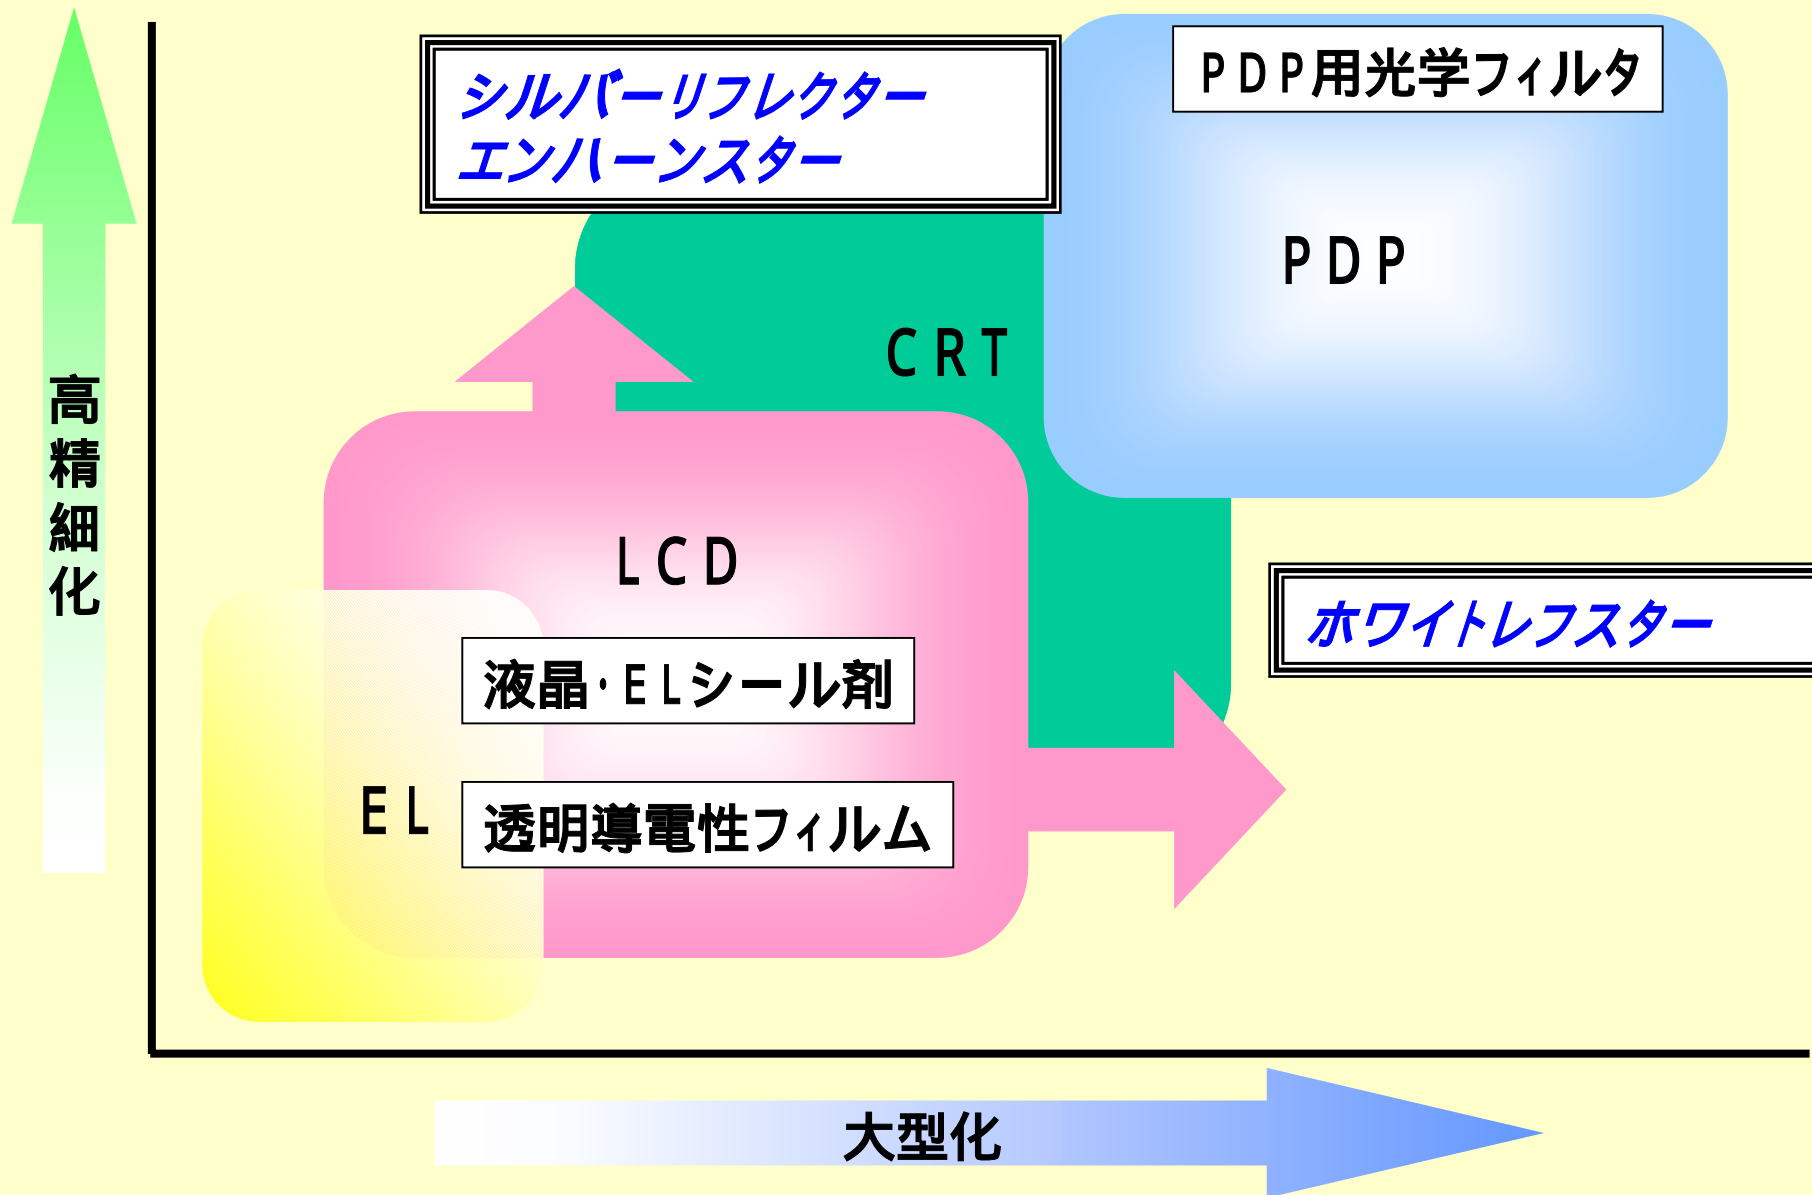 シルバーリフレクター
エンハーンスター
PDP用光学フィルタ
PDP
CRT
高精細化
LCD
ホワイトレフスター
液晶・ELシール剤
EL
透明導電性フィルム
大型化